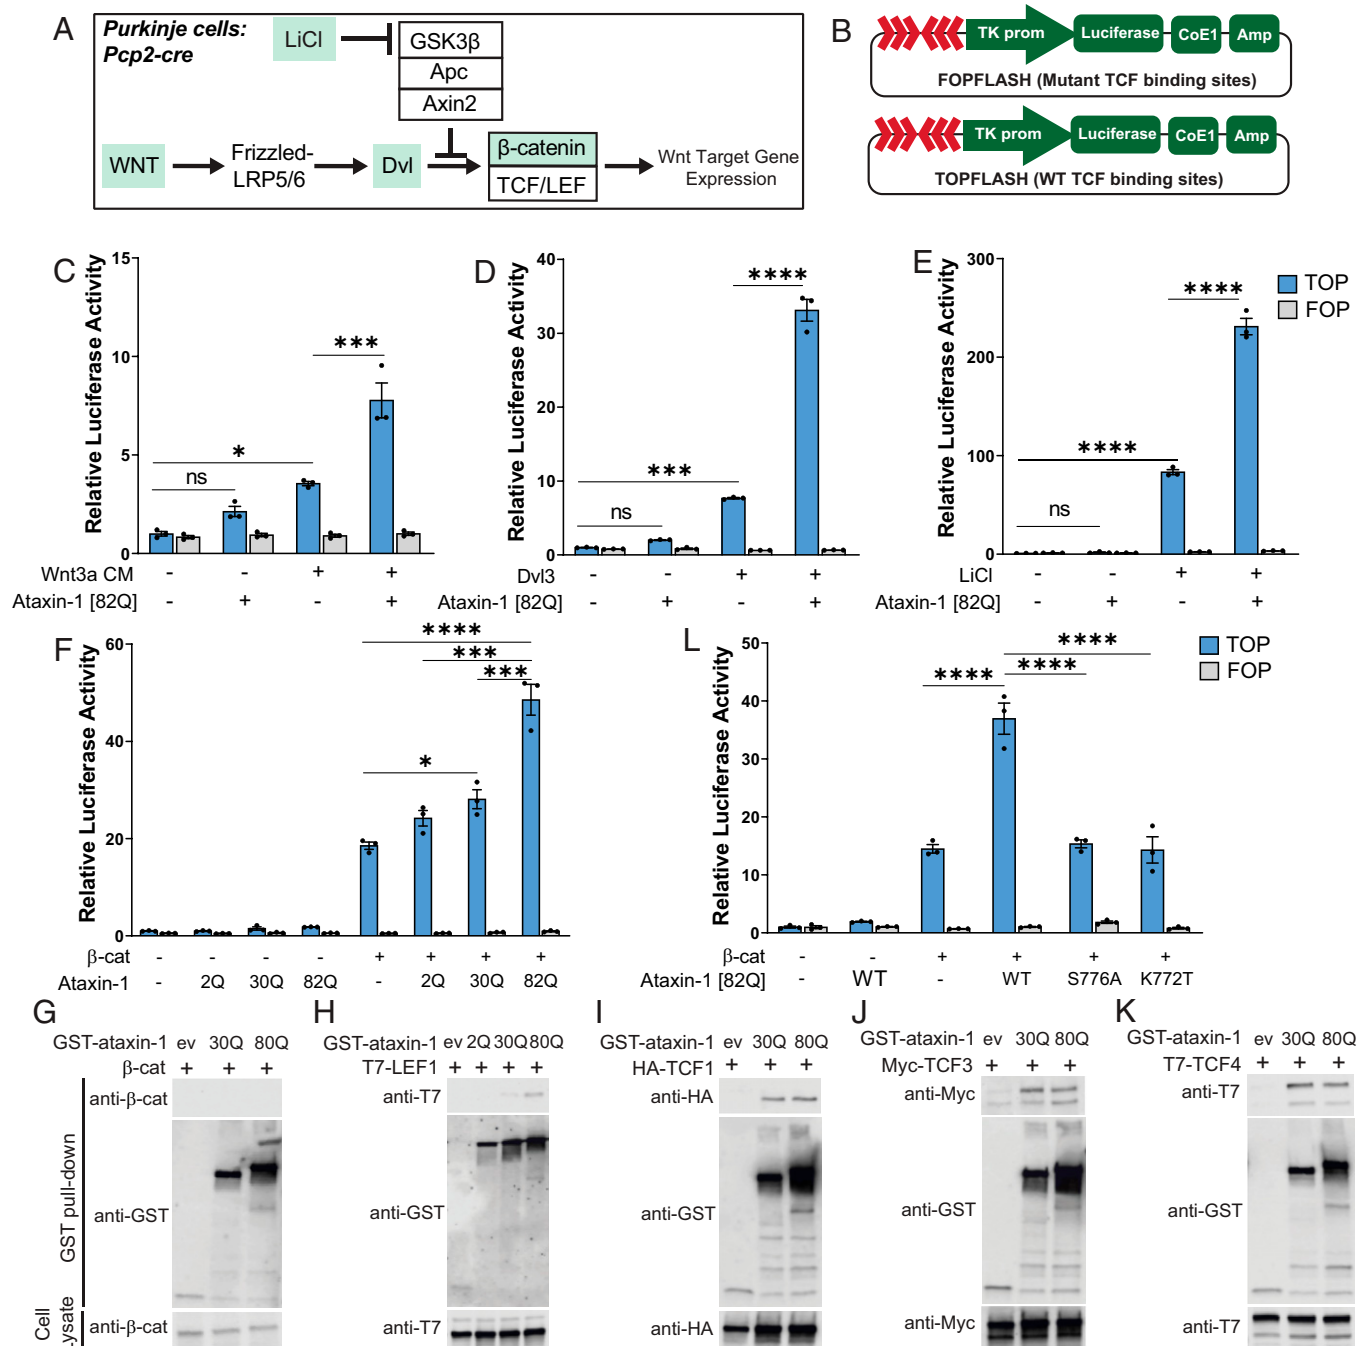 A
Purkinje cells:
Pcp2-cre
LiCl
GSK3β
Apc
Axin2
WNT
Frizzled-
LRP5/6
Dvl
β-catenin
TCF/LEF
Wnt Target Gene
Expression
B
TK prom
Luciferase
CoE1
Amp
FOPFLASH (Mutant TCF binding sites)
TK prom
Luciferase
CoE1
Amp
TOPFLASH (WT TCF binding sites)
C
Relative Luciferase Activity
15
10
5
0
ns
*
***
Wnt3a CM - - + +
Ataxin-1 [82Q] - + - +
D
Relative Luciferase Activity
40
30
20
10
0
ns
***
****
Dvl3 - - + +
Ataxin-1 [82Q] - + - +
E
Relative Luciferase Activity
300
200
100
0
ns
****
****
LiCl - - + +
Ataxin-1 [82Q] - + - +
TOP
FOP
F
Relative Luciferase Activity
60
40
20
0
****
***
***
*
β-cat - - - - + + + +
Ataxin-1 - 2Q 30Q 82Q - 2Q 30Q 82Q
L
Relative Luciferase Activity
50
40
30
20
10
0
****
****
****
β-cat - - + + + +
Ataxin-1 [82Q] - WT - WT S776A K772T
TOP
FOP
G
GST-ataxin-1 ev 30Q 80Q
β-cat + + +
GST pull-down
anti-β-cat
anti-GST
Cell
Lysate
anti-β-cat
H
GST-ataxin-1 ev 2Q 30Q 80Q
T7-LEF1 + + + +
anti-T7
anti-GST
anti-T7
I
GST-ataxin-1 ev 30Q 80Q
HA-TCF1 + + +
anti-HA
anti-GST
anti-HA
J
GST-ataxin-1 ev 30Q 80Q
Myc-TCF3 + + +
anti-Myc
anti-GST
anti-Myc
K
GST-ataxin-1 ev 30Q 80Q
T7-TCF4 + + +
anti-T7
anti-GST
anti-T7